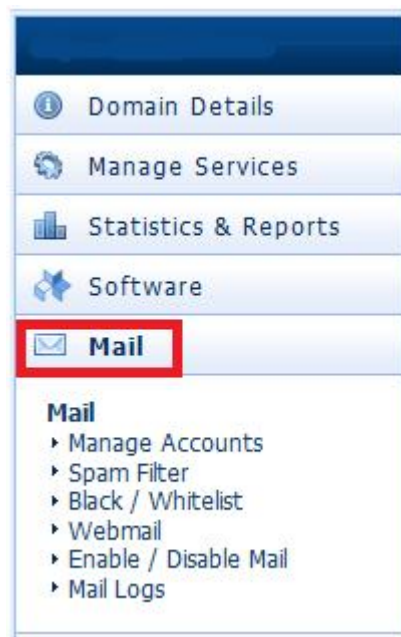 Domain Details
Manage Services
Statistics & Reports
Software
Mail
Mail
Manage Accounts
Spam Filter
Black / Whitelist
Webmail
Enable / Disable Mail
Mail Logs